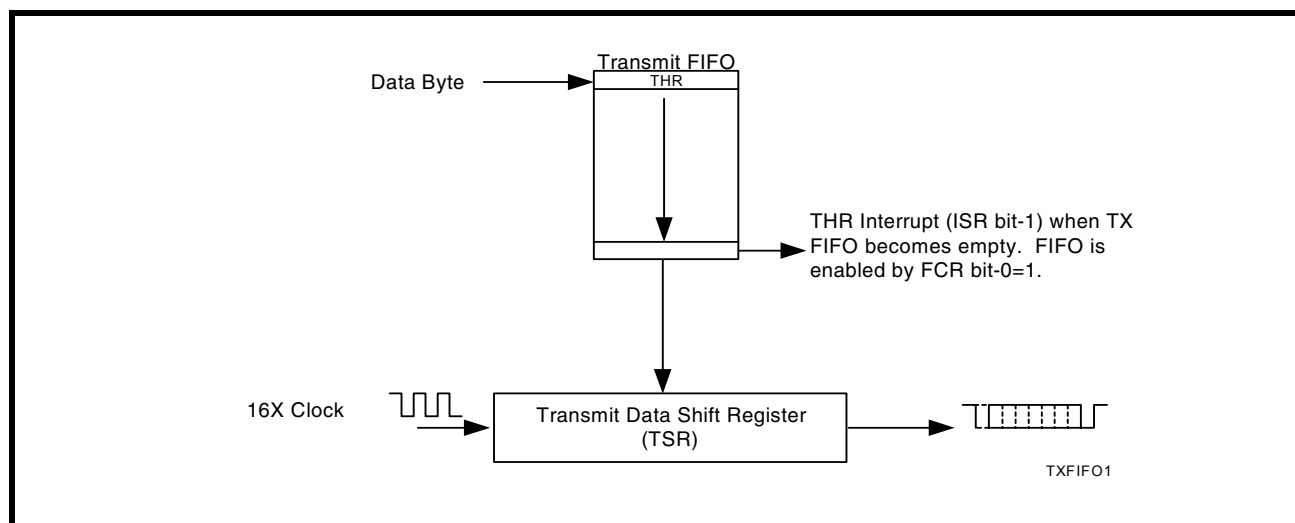 Transmit FIFO
Data Byte
THR
THR Interrupt (ISR bit-1) when TX
FIFO becomes empty. FIFO is
enabled by FCR bit-0=1.
16X Clock
Transmit Data Shift Register
(TSR)
TXFIFO1